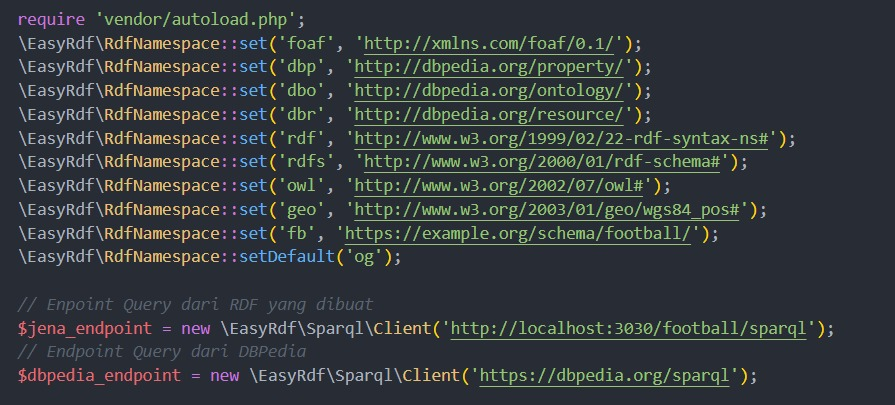 require 'vendor/autoload.php';
\EasyRdf\RdfNamespace::set('foaf', 'http://xmlns.com/foaf/0.1/');
\EasyRdf\RdfNamespace::set('dbp', 'http://dbpedia.org/property/');
\EasyRdf\RdfNamespace::set('dbo', 'http://dbpedia.org/ontology/');
\EasyRdf\RdfNamespace::set('dbr', 'http://dbpedia.org/resource/');
\EasyRdf\RdfNamespace::set('rdf', 'http://www.w3.org/1999/02/22-rdf-syntax-ns#');
\EasyRdf\RdfNamespace::set('rdfs', 'http://www.w3.org/2000/01/rdf-schema#');
\EasyRdf\RdfNamespace::set('owl', 'http://www.w3.org/2002/07/owl#');
\EasyRdf\RdfNamespace::set('geo', 'http://www.w3.org/2003/01/geo/wgs84_pos#');
\EasyRdf\RdfNamespace::set('fb', 'https://example.org/schema/football/');
\EasyRdf\RdfNamespace::setDefault('og');

// Enpoint Query dari RDF yang dibuat
$jena_endpoint = new \EasyRdf\Sparql\Client('http://localhost:3030/football/sparql');
// Endpoint Query dari DBPedia
$dbpedia_endpoint = new \EasyRdf\Sparql\Client('https://dbpedia.org/sparql');